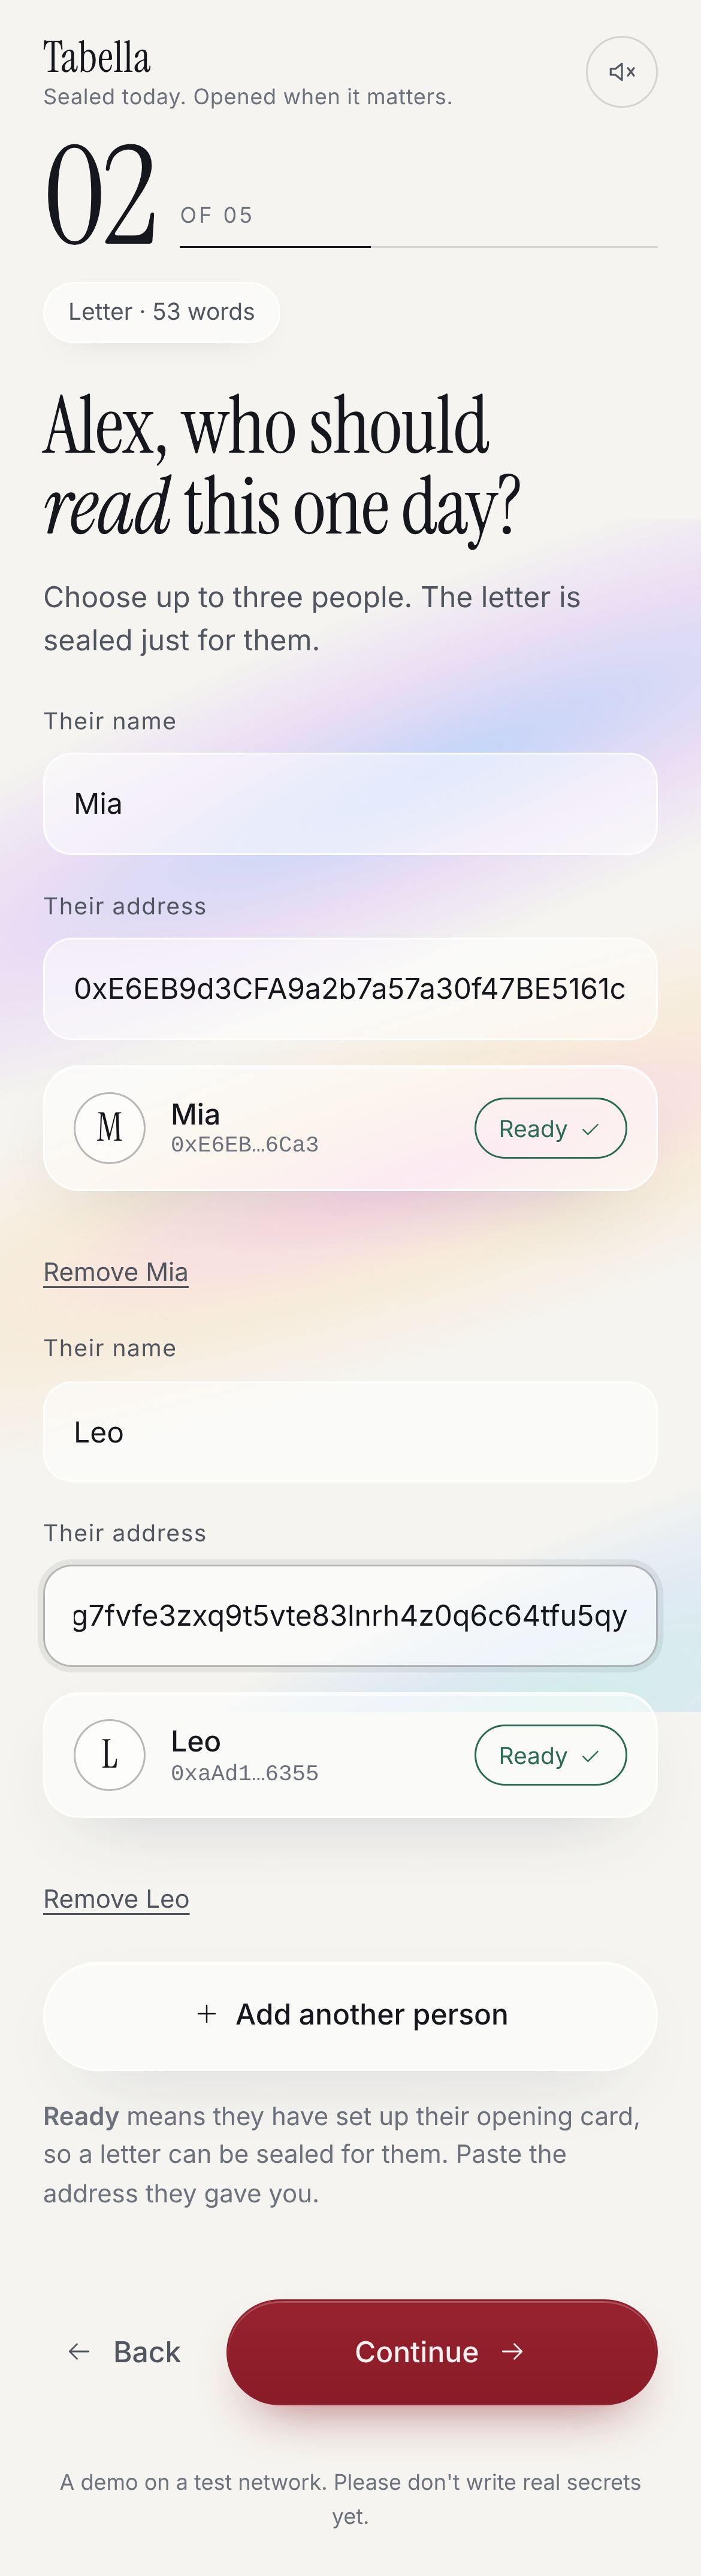 Tabella
Sealed today. Opened when it matters.
02
OF 05
Letter · 53 words
Alex, who should
read this one day?
Choose up to three people. The letter is
sealed just for them.
Their name
Mia
Their address
0xE6EB9d3CFA9a2b7a57a30f47BE5161c
M
Mia
0xE6EB…6Ca3
Ready
Remove Mia
Their name
Leo
Their address
g7fvfe3zxq9t5vte83lnrh4z0q6c64tfu5qy
L
Leo
0xaAd1…6355
Ready
Remove Leo
+ Add another person
Ready means they have set up their opening card,
so a letter can be sealed for them. Paste the
address they gave you.
← Back
Continue →
A demo on a test network. Please don't write real secrets
yet.